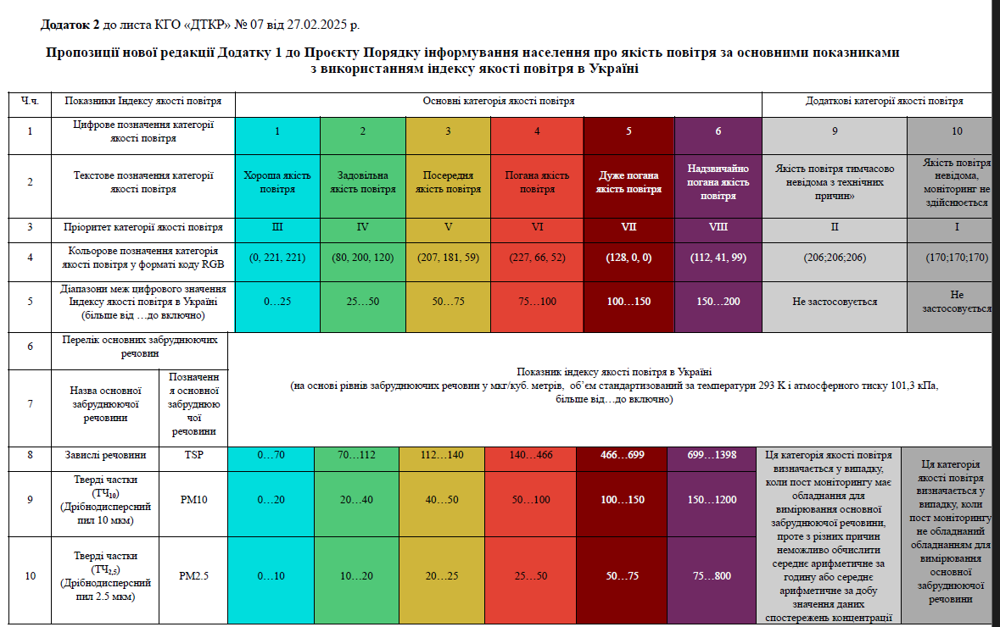 Додаток 2 до листа КГО «ДТКР» № 07 від 27.02.2025 р.
Пропозиції нової редакції Додатку 1 до Проєкту Порядку інформування населення про якість повітря за основними показниками
з використанням індексу якості повітря в Україні
Ч.ч.
Показники Індексу якості повітря
Основні категорія якості повітря
Додаткові категорії якості повітря
1
Цифрове позначення категорії
якості повітря
1
2
3
4
5
6
9
10
2
Текстове позначення категорії
якості повітря
Хороша якість
повітря
Задовільна
якість повітря
Посередня
якість повітря
Погана якість
повітря
Дуже погана
якість повітря
Надзвичайно
погана якість
повітря
Якість повітря тимчасово
невідома з технічних
причин»
Якість повітря
невідома,
моніторинг не
здійснюється
3
Пріоритет категорії якості повітря
III
IV
V
VI
VII
VIII
II
I
4
Кольорове позначення категорія
якості повітря у форматі коду RGB
(0, 221, 221)
(80, 200, 120)
(207, 181, 59)
(227, 66, 52)
(128, 0, 0)
(112, 41, 99)
(206;206;206)
(170;170;170)
5
Діапазони меж цифрового значення
Індексу якості повітря в Україні
(більше від …до включно)
0…25
25…50
50…75
75…100
100…150
150…200
Не застосовується
Не
застосовується
6
Перелік основних забруднюючих
речовин
Показник індексу якості повітря в Україні
(на основі рівнів забруднюючих речовин у мкг/куб. метрів, об’єм стандартизований за температури 293 K і атмосферного тиску 101,3 кПа,
більше від…до включно)
7
Назва основної
забруднюючої
речовини
Позначенн
я основної
забруднюю
чої
речовини
8
Завислі речовини
TSP
0…70
70…112
112…140
140…466
466…699
699…1398
Ця категорія якості повітря
визначається у випадку,
коли пост моніторингу має
обладнання для
вимірювання основної
забруднюючої речовини,
проте з різних причин
неможливо обчислити
середнє арифметичне за
годину або середнє
арифметичне за добу
значення даних
спостережень концентрації
Ця категорія
якості повітря
визначається у
випадку, коли
пост моніторингу
не обладнаний
обладнанням для
вимірювання
основної
забруднюючої
речовини
9
Тверді частки
(ТЧ10)
(Дрібнодисперсний
пил 10 мкм)
PM10
0…20
20…40
40…50
50…100
100…150
150…1200
10
Тверді частки
(ТЧ2,5)
(Дрібнодисперсний
пил 2.5 мкм)
PM2.5
0…10
10…20
20…25
25…50
50…75
75…800